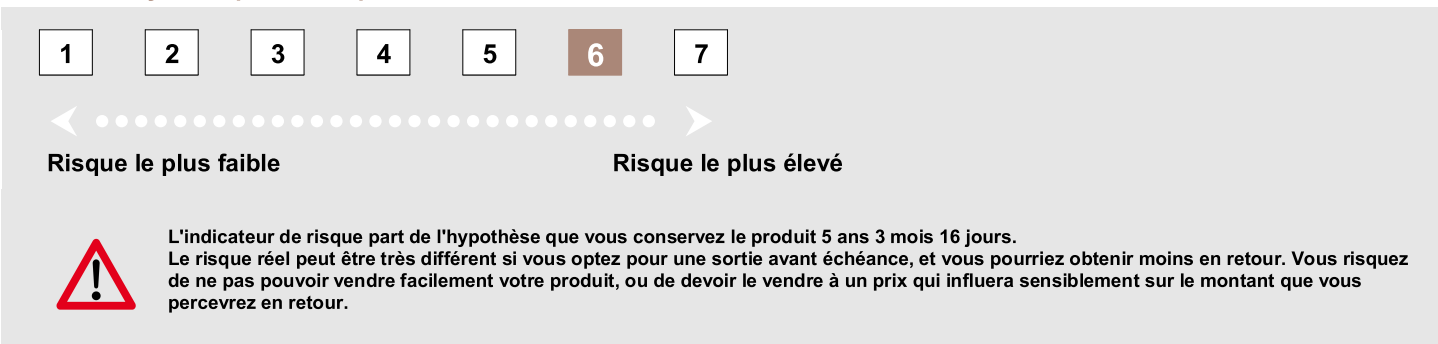 1 2 3 4 5 6 7
Risque le plus faible Risque le plus élevé
L'indicateur de risque part de l'hypothèse que vous conservez le produit 5 ans 3 mois 16 jours.
Le risque réel peut être très différent si vous optez pour une sortie avant échéance, et vous pourriez obtenir moins en retour. Vous risquez
de ne pas pouvoir vendre facilement votre produit, ou de devoir le vendre à un prix qui influera sensiblement sur le montant que vous
percevrez en retour.